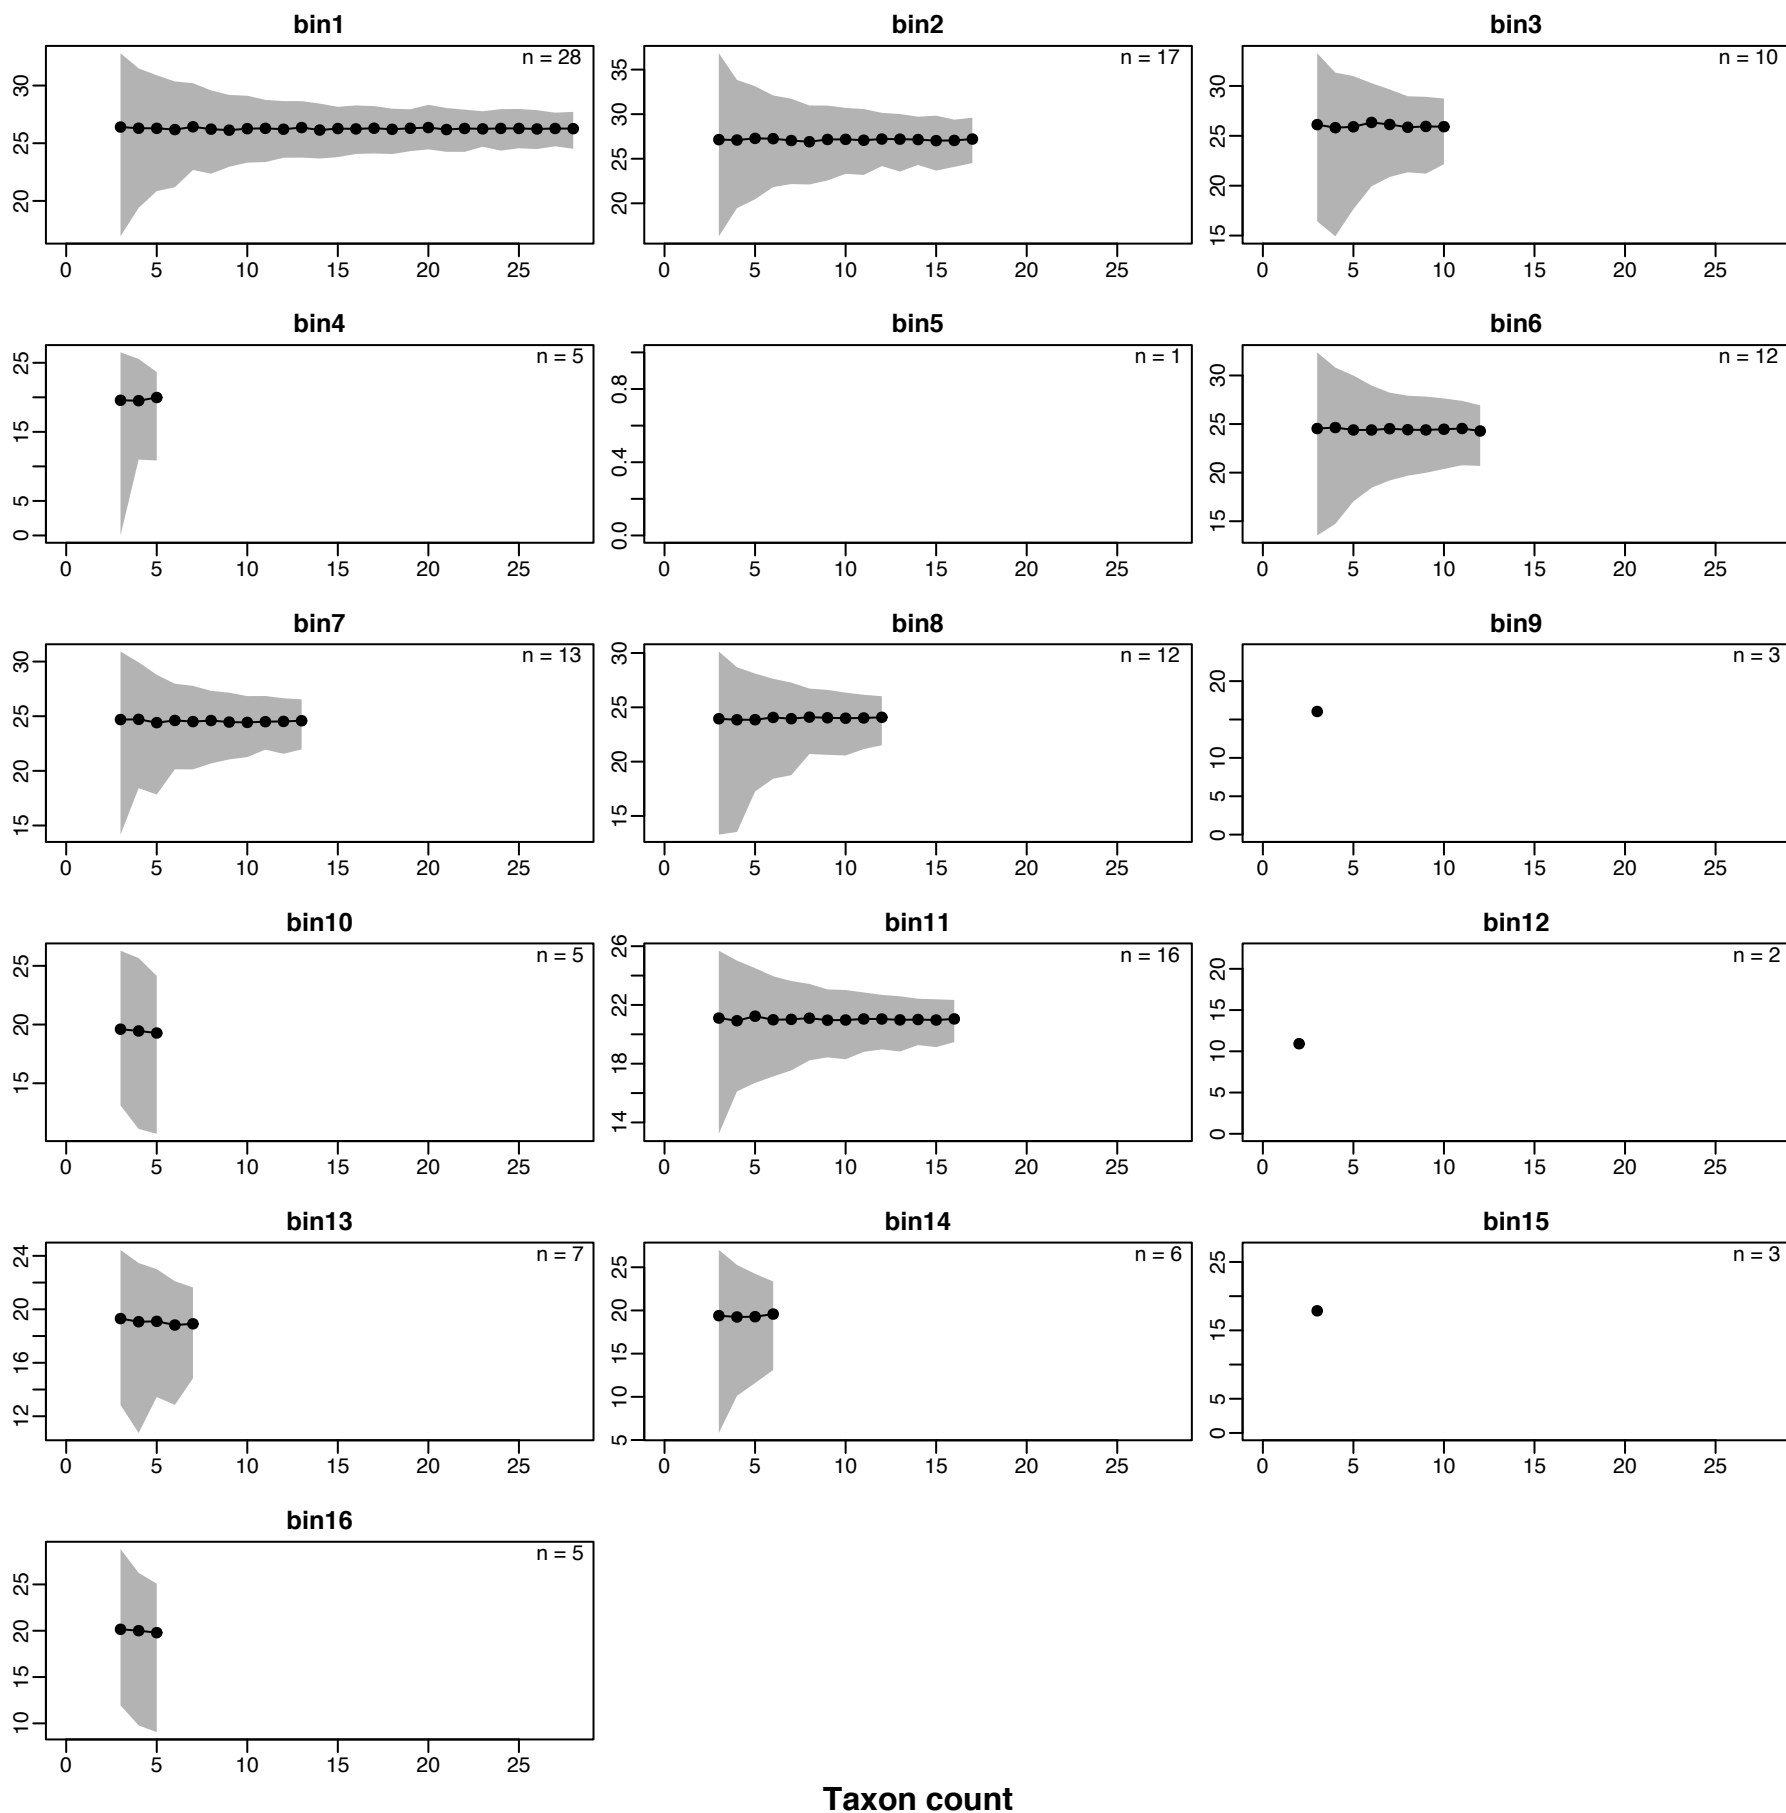 bin1 bin2 bin3
n = 28 n = 17 n = 10
20 25 30
20 25 30 35
15 20 25 30
0 5 10 15 20 25 0 5 10 15 20 25 0 5 10 15 20 25
bin4 bin5 bin6
n = 5 n = 1 n = 12
0 5 15 25
0.0 0.4 0.8
15 20 25 30
0 5 10 15 20 25 0 5 10 15 20 25 0 5 10 15 20 25
bin7 bin8 bin9
n = 13 n = 12 n = 3
15 20 25 30
15 20 25 30
0 5 10 20
0 5 10 15 20 25 0 5 10 15 20 25 0 5 10 15 20 25
bin10 bin11 bin12
n = 5 n = 16 n = 2
15 20 25
14 18 22 26
0 5 10 15 20
0 5 10 15 20 25 0 5 10 15 20 25 0 5 10 15 20 25
bin13 bin14 bin15
n = 7 n = 6 n = 3
12 16 20 24
5 10 15 20 25
0 5 15 25
0 5 10 15 20 25 0 5 10 15 20 25 0 5 10 15 20 25
bin16
n = 5
10 15 20 25
0 5 10 15 20 25
Taxon count